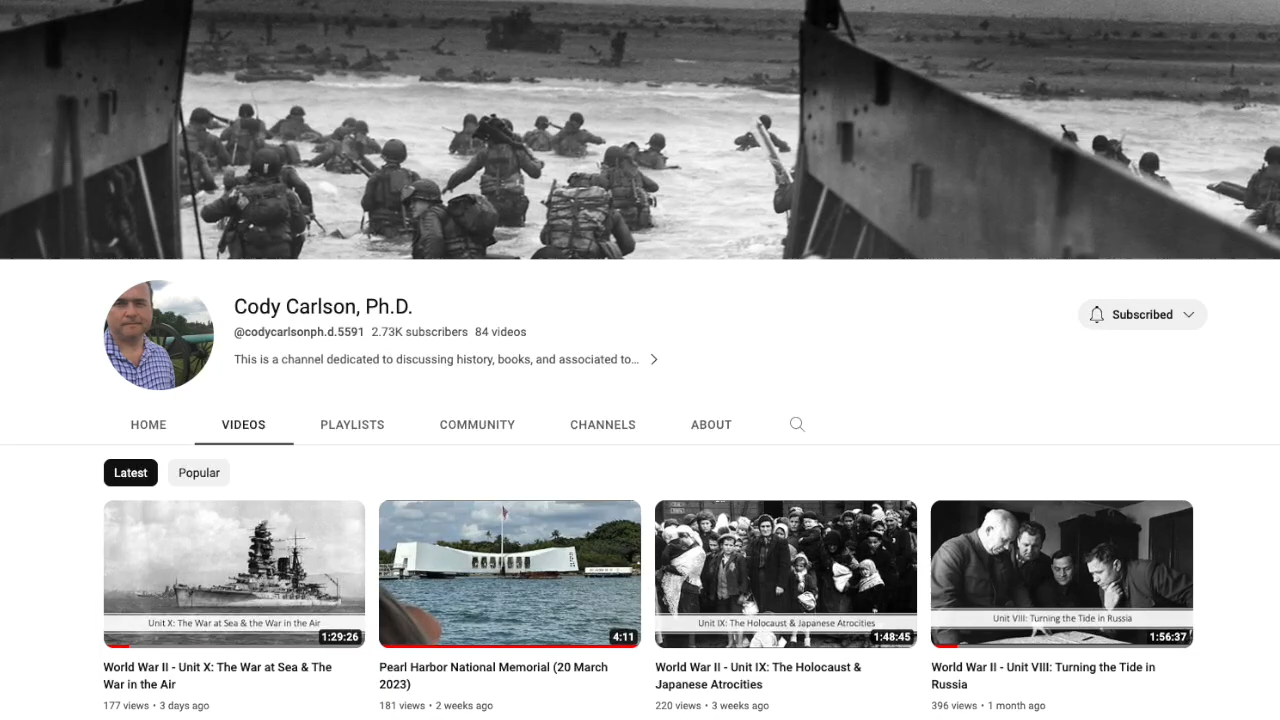 Cody Carlson, Ph.D.
@codycarlsonph.d.5591 2.73K subscribers 84 videos
This is a channel dedicated to discussing history, books, and associated to...
Subscribed
HOME VIDEOS PLAYLISTS COMMUNITY CHANNELS ABOUT
Latest Popular
Unit X: The War at Sea & the War in the Air
1:29:26
4:11
Unit IX: The Holocaust & Japanese Atrocities
1:48:45
Unit VIII: Turning the Tide in Russia
1:56:37
World War II - Unit X: The War at Sea & The
War in the Air
177 views • 3 days ago
Pearl Harbor National Memorial (20 March
2023)
181 views • 2 weeks ago
World War II - Unit IX: The Holocaust &
Japanese Atrocities
220 views • 3 weeks ago
World War II - Unit VIII: Turning the Tide in
Russia
396 views • 1 month ago